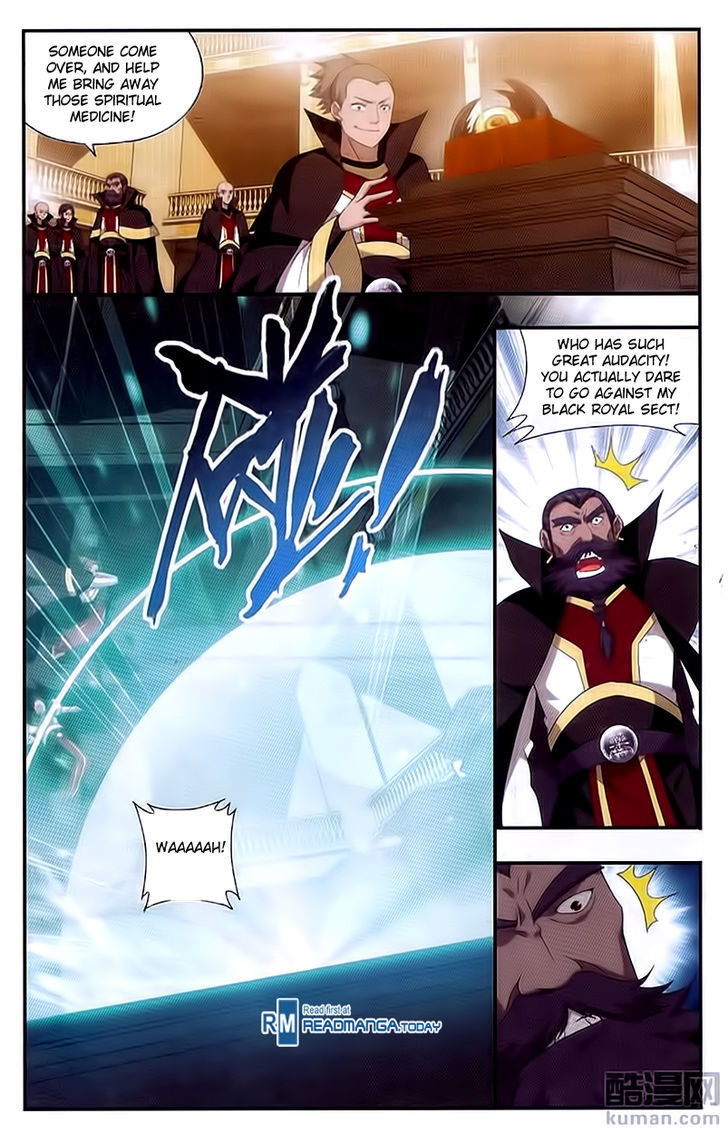 SOMEONE COME
OVER, AND HELP
ME BRING AWAY
THOSE SPIRITUAL
MEDICINE!
WHO HAS SUCH
GREAT AUDACITY!
YOU ACTUALLY DARE
TO GO AGAINST MY
BLACK ROYAL SECT!
WAAAAAH!
RM
Read first at
READMANGA.TODAY
酷漫网
kuman.com